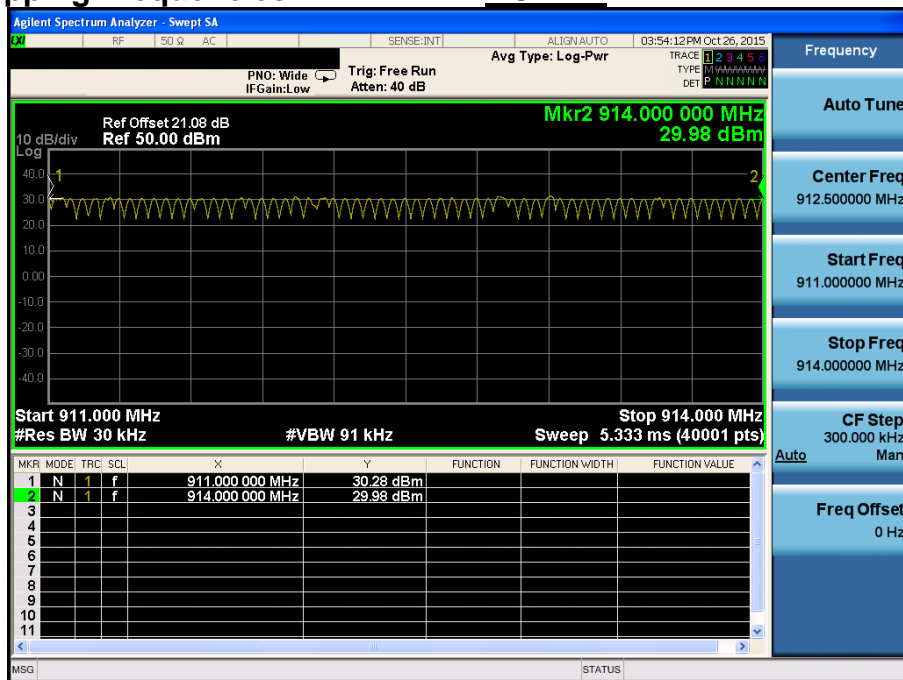 Agilent Spectrum Analyzer - Swept SA
LXI RF 50 Ω AC SENSE:INT ALIGN AUTO 03:54:12 PM Oct 26, 2015
PNO: Wide Trig: Free Run Avg Type: Log-Pwr TRACE 1 2 3 4 5 6
IFGain:Low Atten: 40 dB TYPE M
DET P N N N N N
Mkr2 914.000 000 MHz
29.98 dBm
Ref Offset 21.08 dB
10 dB/div Ref 50.00 dBm
Log
40.0
30.0
20.0
10.0
0.00
-10.0
-20.0
-30.0
-40.0
1
2
Start 911.000 MHz Stop 914.000 MHz
#Res BW 30 kHz #VBW 91 kHz Sweep 5.333 ms (40001 pts)
MKR MODE TRC SCL X Y FUNCTION FUNCTION WIDTH FUNCTION VALUE
1 N 1 f 911.000 000 MHz 30.28 dBm
2 N 1 f 914.000 000 MHz 29.98 dBm
3
4
5
6
7
8
9
10
11
MSG STATUS
Frequency
Auto Tune
Center Freq
912.500000 MHz
Start Freq
911.000000 MHz
Stop Freq
914.000000 MHz
CF Step
300.000 kHz
Auto Man
Freq Offset
0 Hz